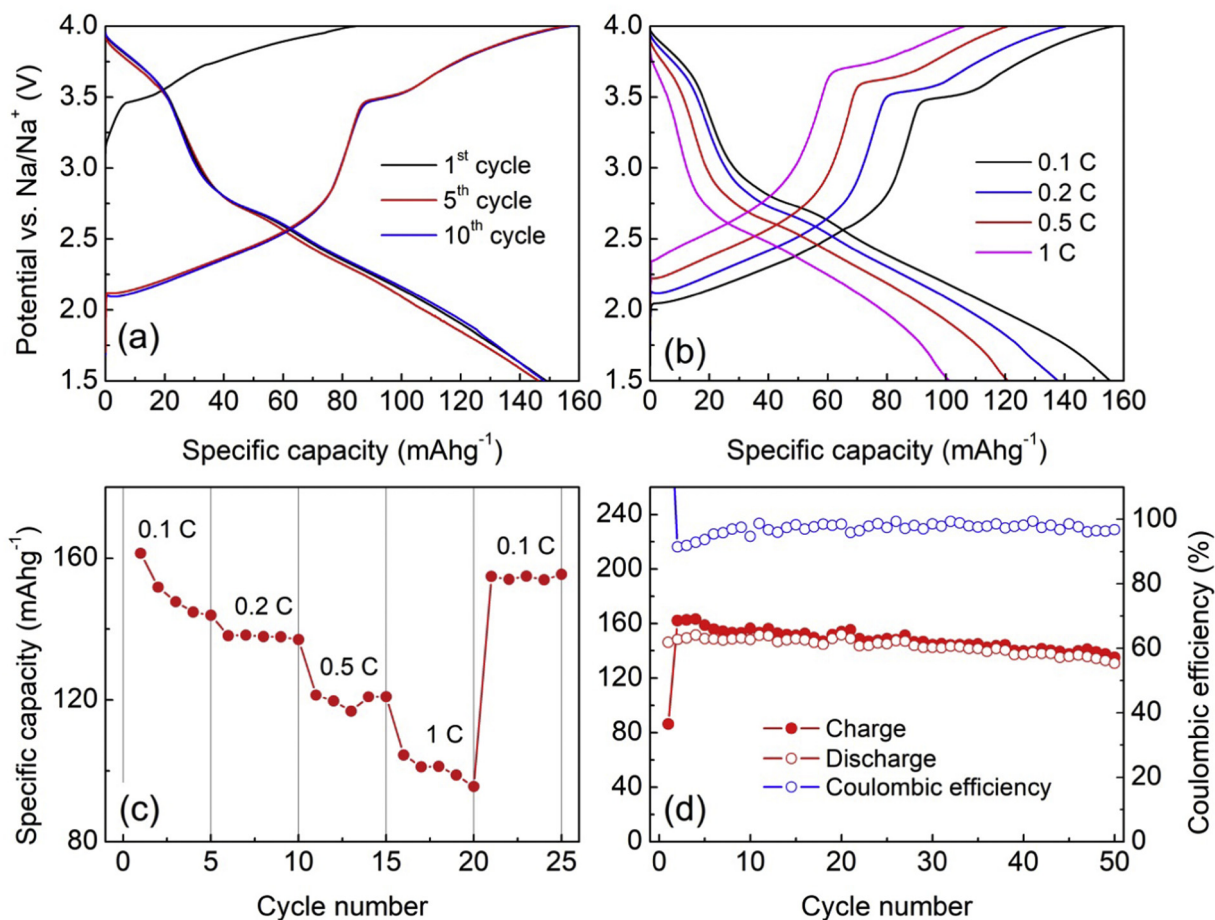 4.0
3.5
3.0
2.5
2.0
1.5
Potential vs. Na/Na⁺ (V)
1ˢᵗ cycle
5ᵗʰ cycle
10ᵗʰ cycle
(a)
0 20 40 60 80 100 120 140 160
Specific capacity (mAhg⁻¹)
4.0
3.5
3.0
2.5
2.0
1.5
0.1 C
0.2 C
0.5 C
1 C
(b)
0 20 40 60 80 100 120 140 160
Specific capacity (mAhg⁻¹)
Specific capacity (mAhg⁻¹)
160
120
80
0.1 C
0.2 C
0.5 C
1 C
0.1 C
(c)
0 5 10 15 20 25
Cycle number
240
200
160
120
80
40
0
Charge
Discharge
Coulombic efficiency
(d)
100
80
60
40
20
0
Coulombic efficiency (%)
0 10 20 30 40 50
Cycle number